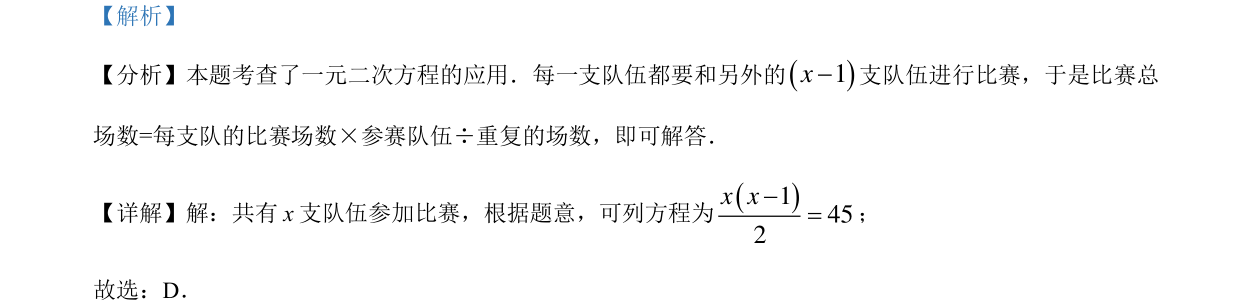 【解析】
【分析】本题考查了一元二次方程的应用．每一支队伍都要和另外的(x−1)支队伍进行比赛，于是比赛总
场数=每支队的比赛场数×参赛队伍÷重复的场数，即可解答．
【详解】解：共有 x 支队伍参加比赛，根据题意，可列方程为 x(x−1)/2 = 45；
故选：D．